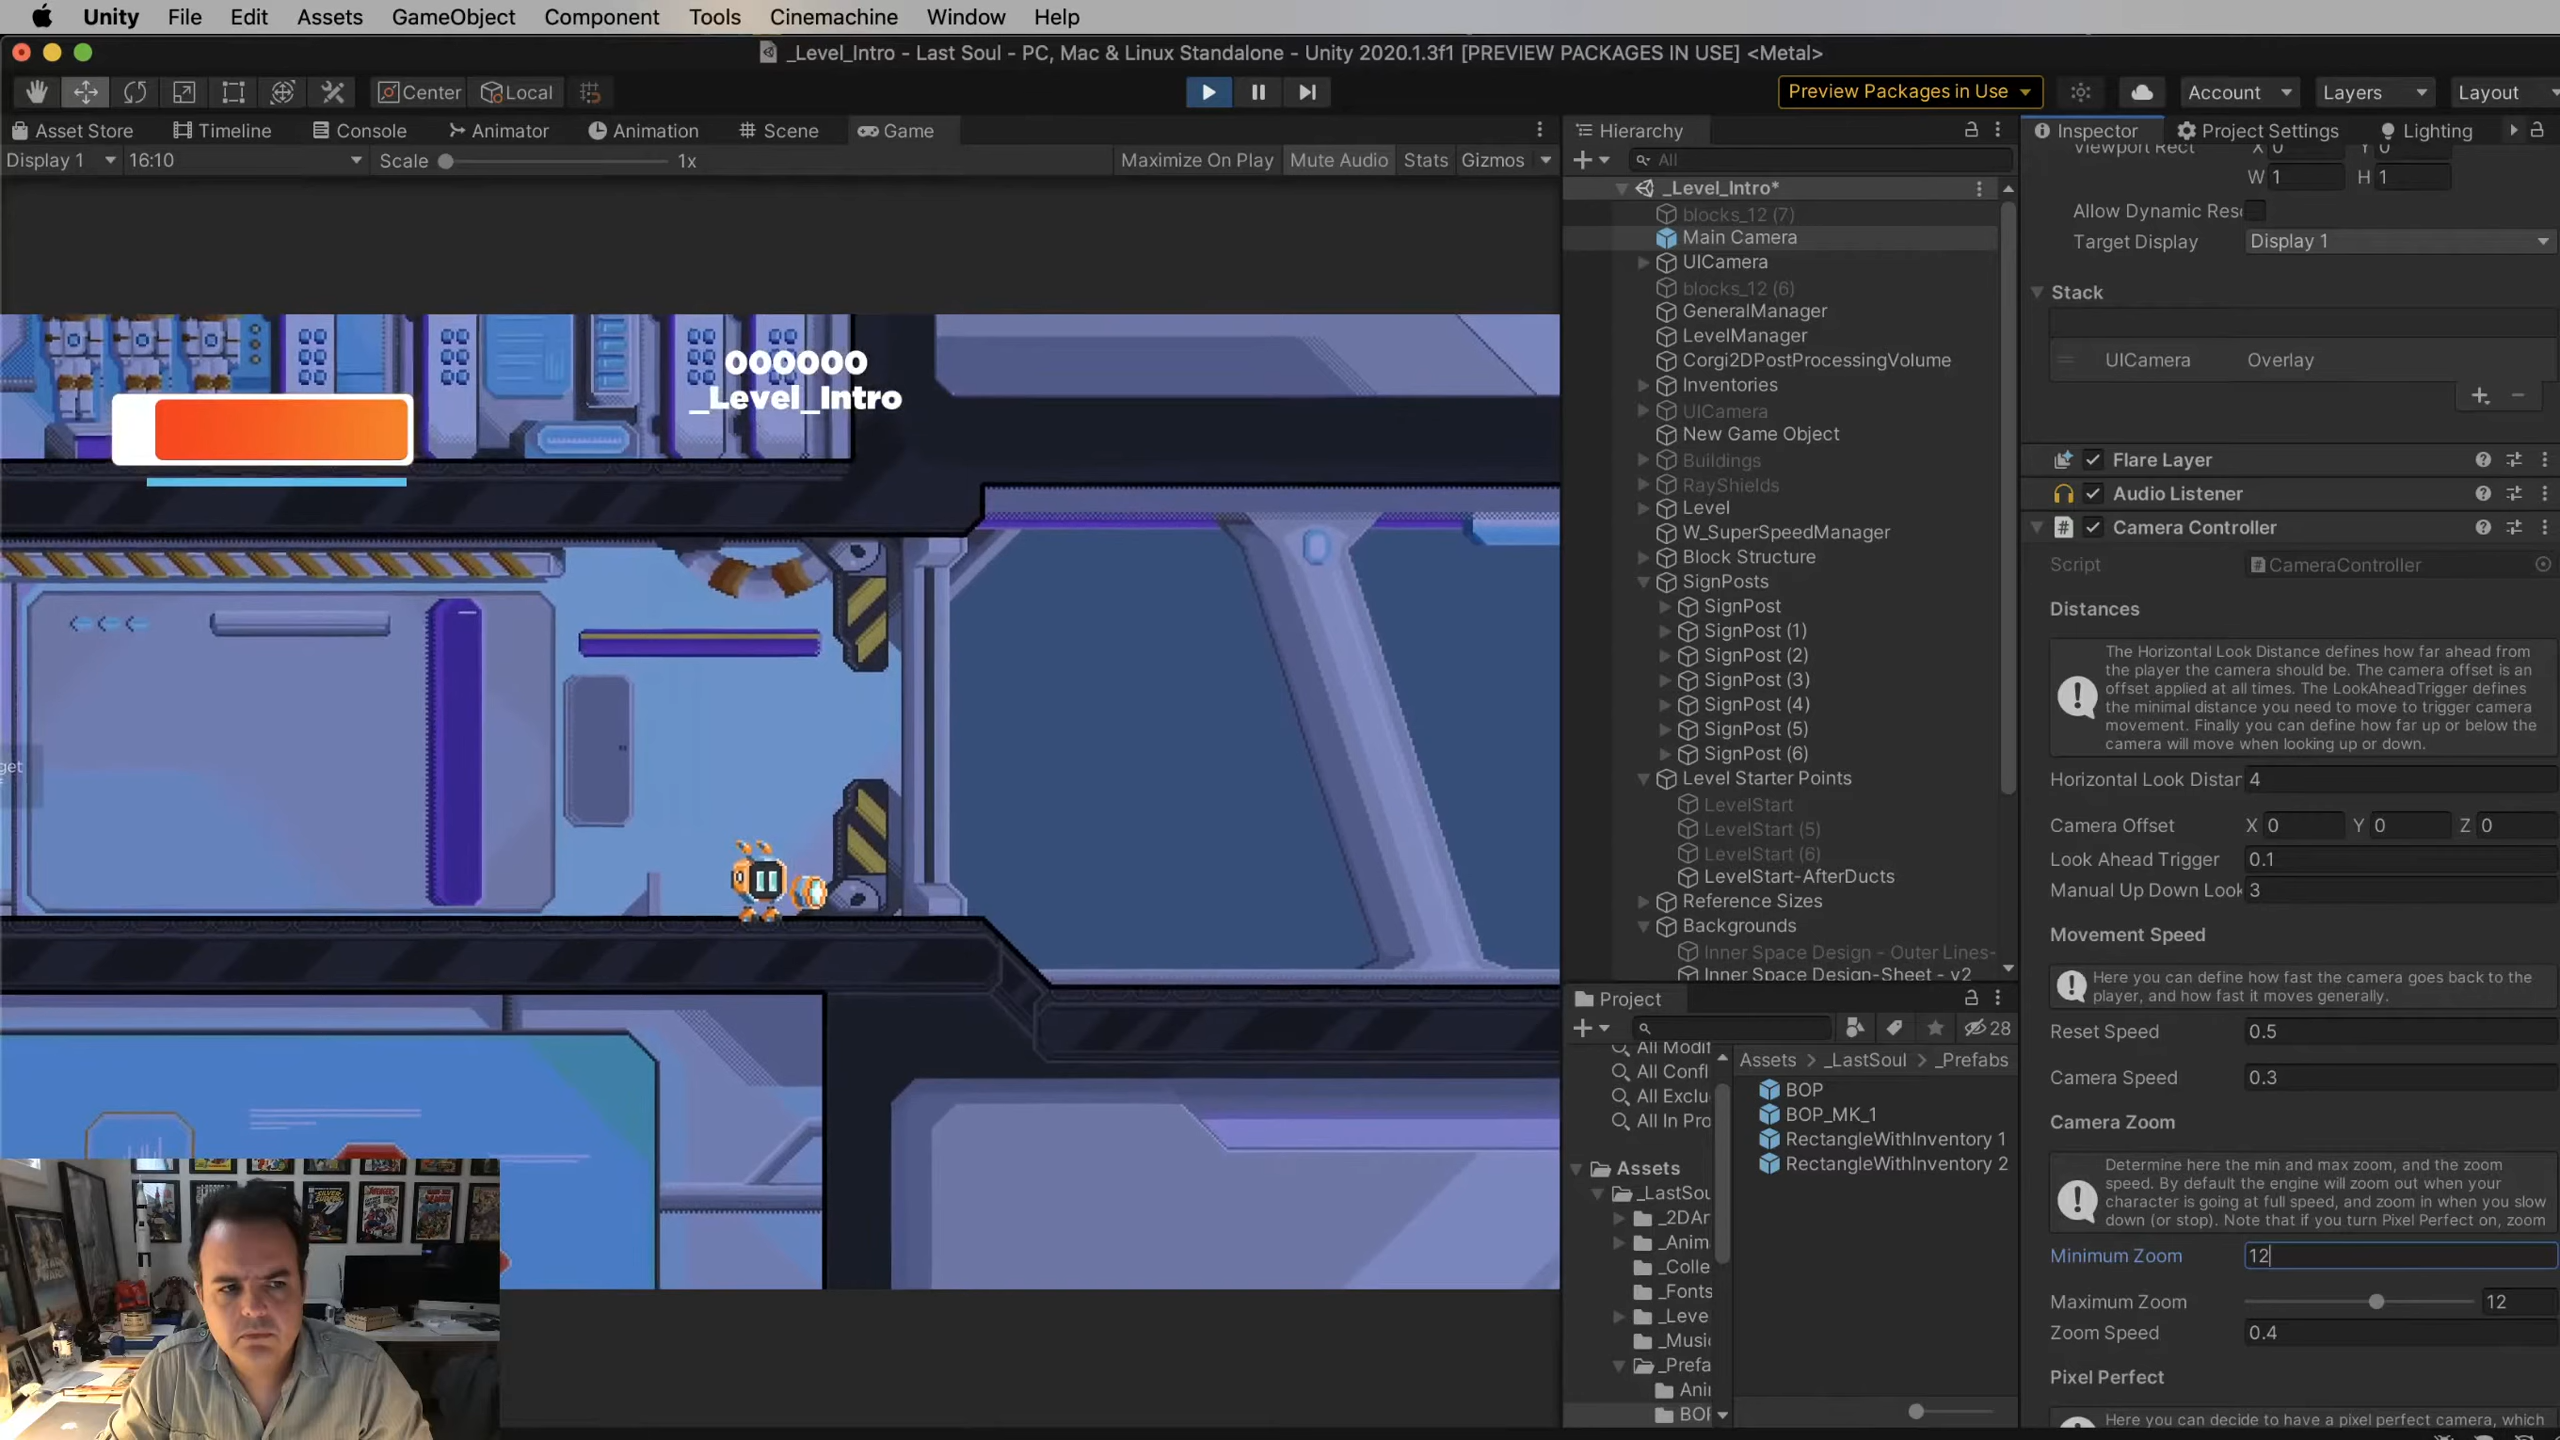 Unity File Edit Assets GameObject Component Tools Cinemachine Window Help
_Level_Intro - Last Soul - PC, Mac & Linux Standalone - Unity 2020.1.3f1 [PREVIEW PACKAGES IN USE] <Metal>
Center Local Preview Packages in Use Account Layers Layout
Asset Store Timeline Console Animator Animation Scene Game
Display 1 16:10 Scale 1x Maximize On Play Mute Audio Stats Gizmos
000000
_Level_Intro
get
Hierarchy
All
_Level_Intro*
blocks_12 (7)
Main Camera
UICamera
blocks_12 (6)
GeneralManager
LevelManager
Corgi2DPostProcessingVolume
Inventories
UICamera
New Game Object
Buildings
RayShields
Level
W_SuperSpeedManager
Block Structure
SignPosts
SignPost
SignPost (1)
SignPost (2)
SignPost (3)
SignPost (4)
SignPost (5)
SignPost (6)
Level Starter Points
LevelStart
LevelStart (5)
LevelStart (6)
LevelStart-AfterDucts
Reference Sizes
Backgrounds
Inner Space Design - Outer Lines-
Inner Space Design-Sheet - v2
Project
28
All Modif
All Confl
All Exclu
All In Pro
Assets
_LastSou
_2DAr
_Anim
_Colle
_Fonts
_Leve
_Musi
_Prefa
Ani
BOP
Assets > _LastSoul > _Prefabs
BOP
BOP_MK_1
RectangleWithInventory 1
RectangleWithInventory 2
Inspector Project Settings Lighting
Viewport Rect X 0 Y 0
W 1 H 1
Allow Dynamic Reso
Target Display Display 1
Stack
UICamera Overlay
Flare Layer
Audio Listener
Camera Controller
Script CameraController
Distances
The Horizontal Look Distance defines how far ahead from
the player the camera should be. The camera offset is an
offset applied at all times. The LookAheadTrigger defines
the minimal distance you need to move to trigger camera
movement. Finally you can define how far up or below the
camera will move when looking up or down.
Horizontal Look Distan 4
Camera Offset X 0 Y 0 Z 0
Look Ahead Trigger 0.1
Manual Up Down Look 3
Movement Speed
Here you can define how fast the camera goes back to the
player, and how fast it moves generally.
Reset Speed 0.5
Camera Speed 0.3
Camera Zoom
Determine here the min and max zoom, and the zoom
speed. By default the engine will zoom out when your
character is going at full speed, and zoom in when you slow
down (or stop). Note that if you turn Pixel Perfect on, zoom
Minimum Zoom 12
Maximum Zoom 12
Zoom Speed 0.4
Pixel Perfect
Here you can decide to have a pixel perfect camera, which